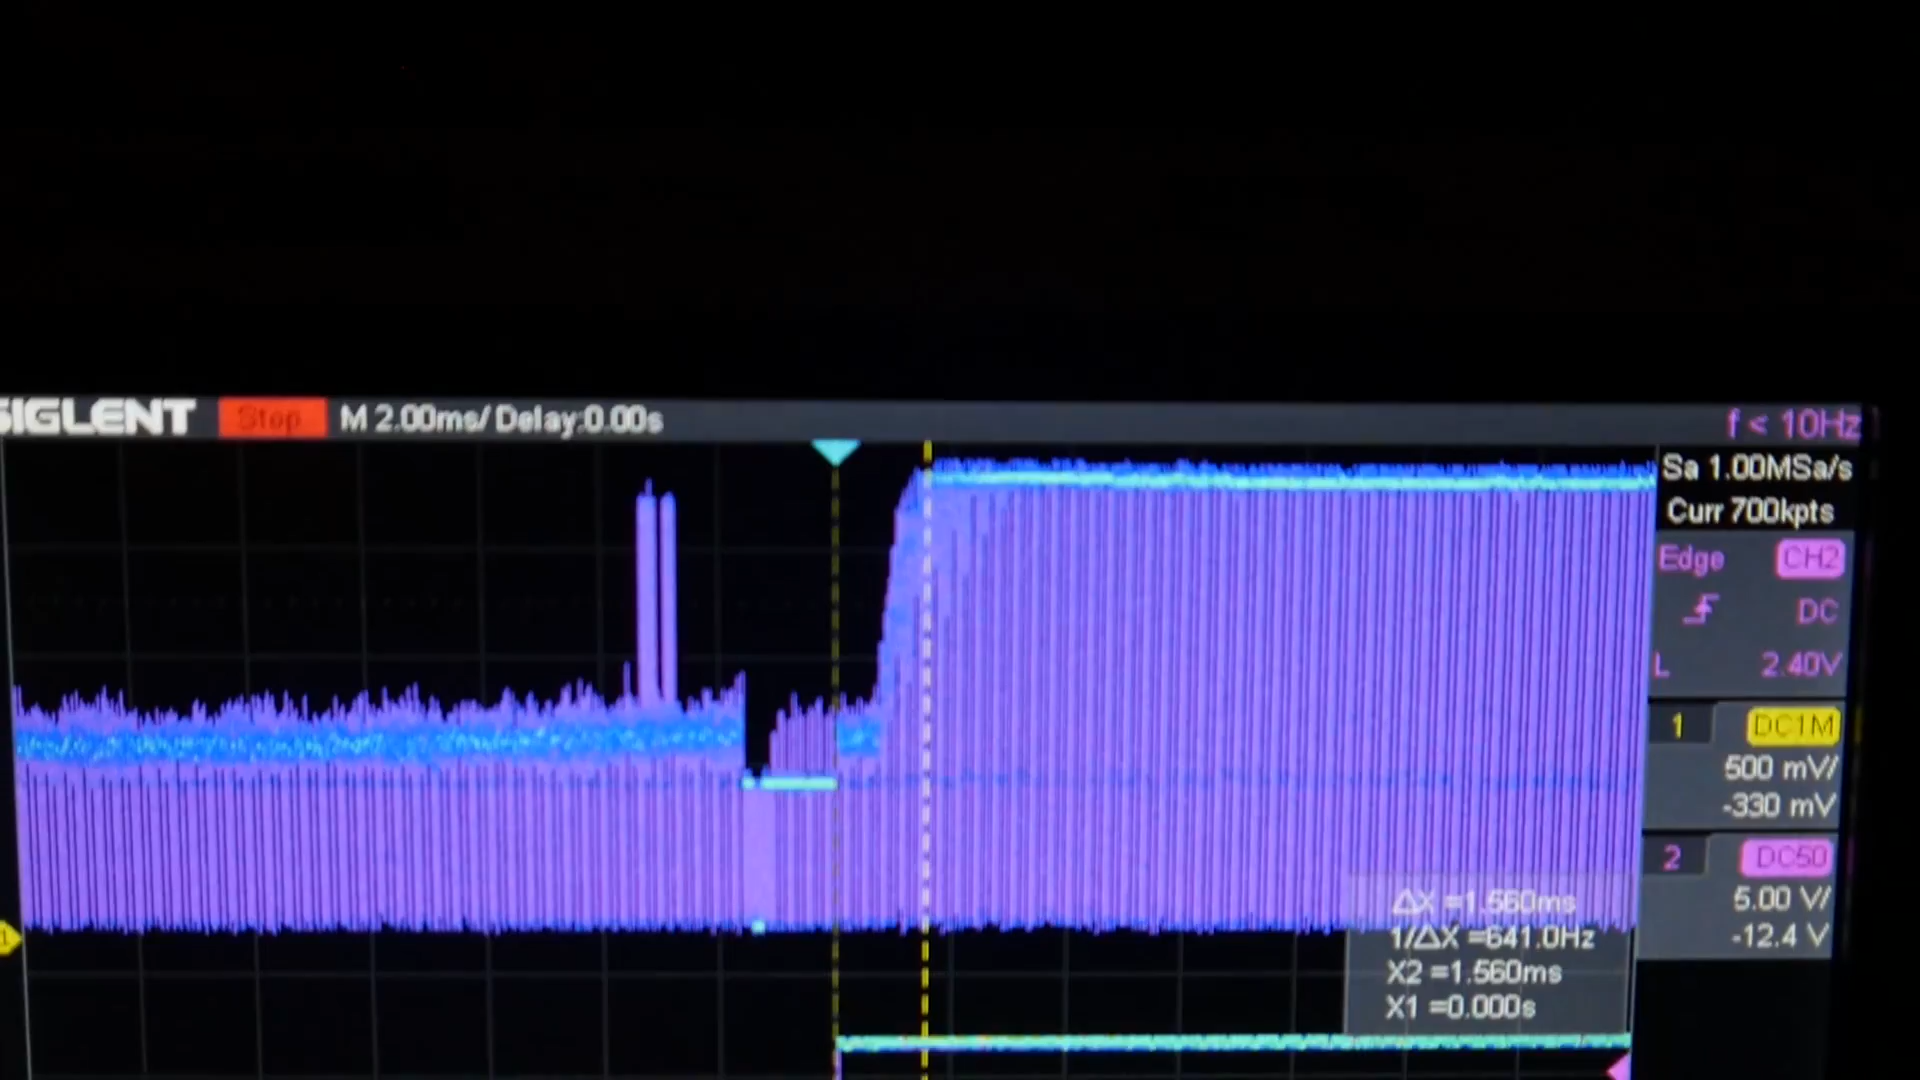 SIGLENT Stop M 2.00ms/ Delay:0.00s f < 10Hz
Sa 1.00MSa/s
Curr 700kpts
Edge CH2
DC
L 2.40V
1 DC1M
500 mV/
-330 mV
2 DC50
5.00 V/
-12.4 V
ΔX =1.560ms
1/ΔX =641.0Hz
X2 =1.560ms
X1 =0.000s
1